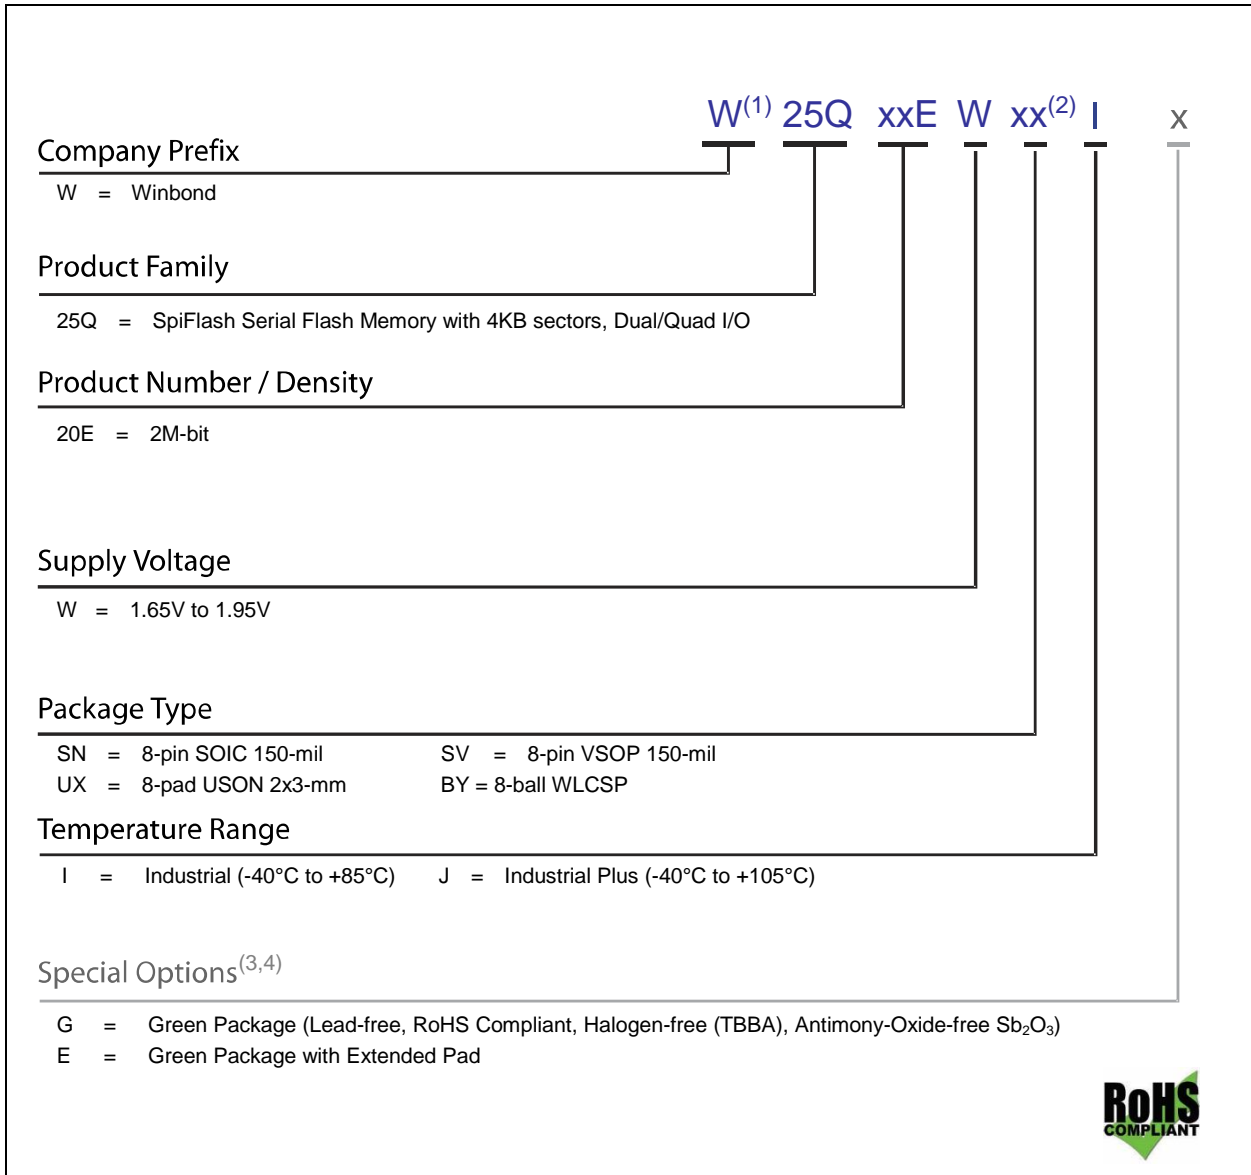 W(1) 25Q xxE W xx(2) I x
Company Prefix
W = Winbond
Product Family
25Q = SpiFlash Serial Flash Memory with 4KB sectors, Dual/Quad I/O
Product Number / Density
20E = 2M-bit
Supply Voltage
W = 1.65V to 1.95V
Package Type
SN = 8-pin SOIC 150-mil SV = 8-pin VSOP 150-mil
UX = 8-pad USON 2x3-mm BY = 8-ball WLCSP
Temperature Range
I = Industrial (-40°C to +85°C) J = Industrial Plus (-40°C to +105°C)
Special Options(3,4)
G = Green Package (Lead-free, RoHS Compliant, Halogen-free (TBBA), Antimony-Oxide-free Sb2O3)
E = Green Package with Extended Pad
RoHS
COMPLIANT